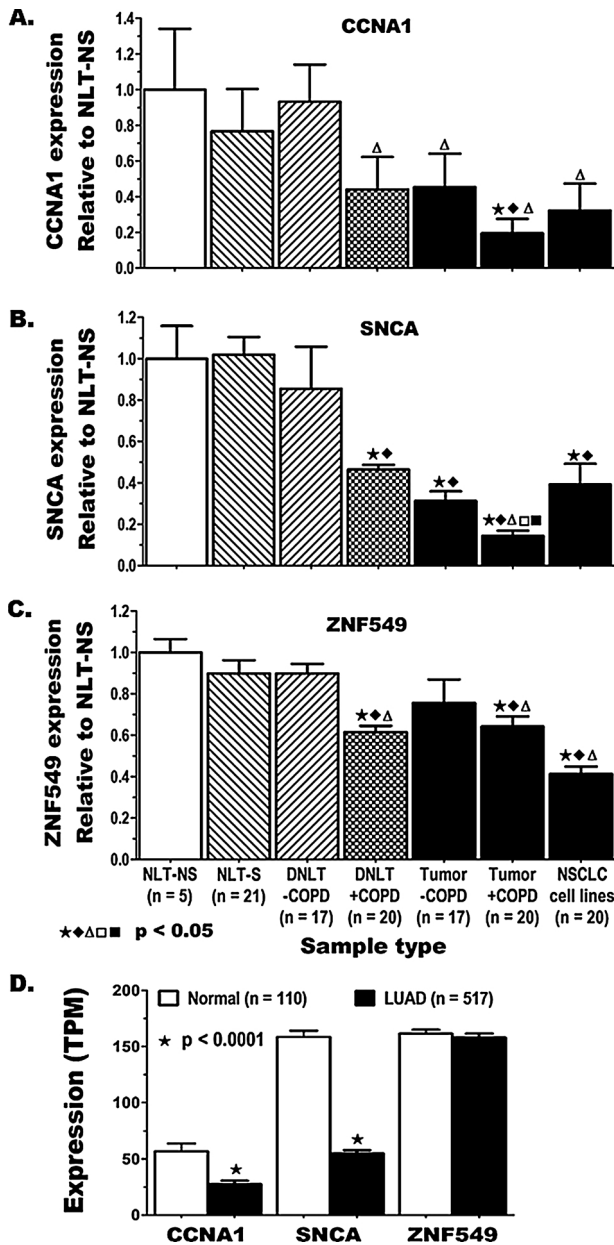 A.
CCNA1
CCNA1 expression
Relative to NLT-NS
1.4
1.2
1.0
0.8
0.6
0.4
0.2
0.0
Δ
Δ
★◆Δ
Δ
B.
SNCA
SNCA expression
Relative to NLT-NS
1.2
1.0
0.8
0.6
0.4
0.2
0.0
★◆
★◆
★◆Δ□■
★◆
C.
ZNF549
ZNF549 expression
Relative to NLT-NS
1.2
1.0
0.8
0.6
0.4
0.2
0.0
★◆Δ
★◆Δ
★◆Δ
NLT-NS
(n = 5)
NLT-S
(n = 21)
DNLT
-COPD
(n = 17)
DNLT
+COPD
(n = 20)
Tumor
-COPD
(n = 17)
Tumor
+COPD
(n = 20)
NSCLC
cell lines
(n = 20)
★◆Δ□■ p < 0.05
Sample type
D.
Expression (TPM)
200
150
100
50
0
Normal (n = 110)
LUAD (n = 517)
★ p < 0.0001
★
★
CCNA1
SNCA
ZNF549